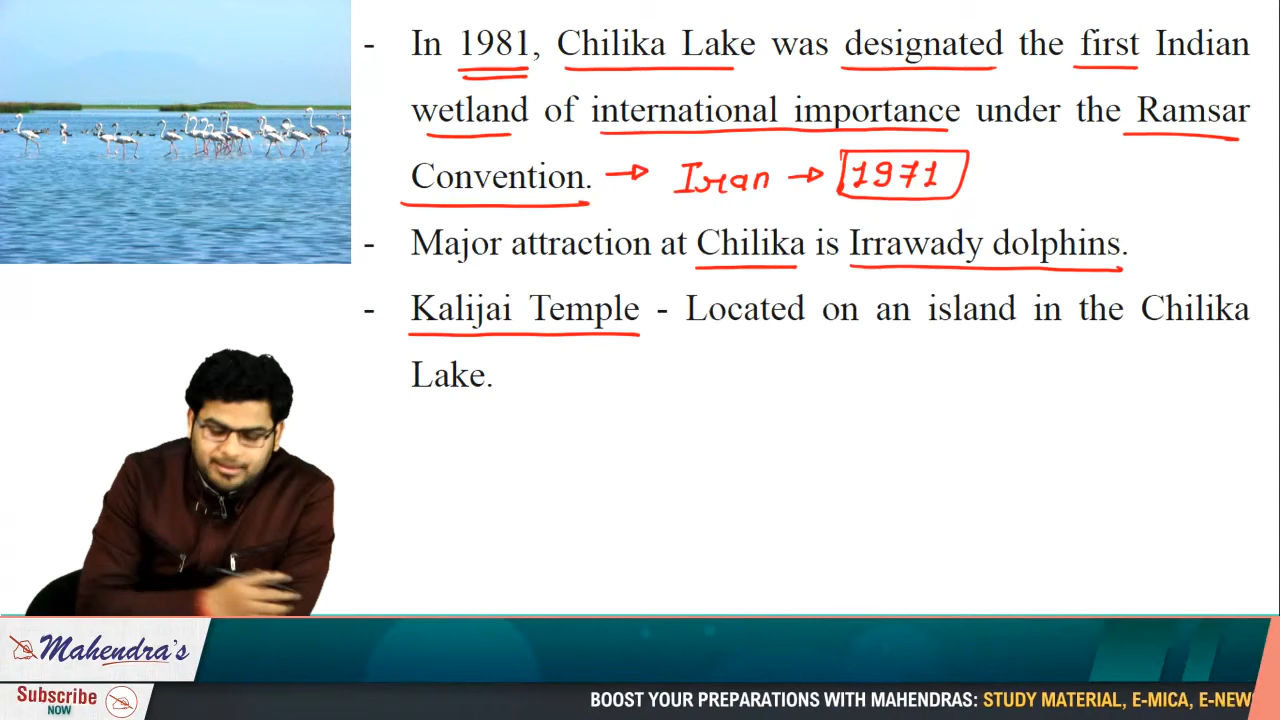 - In 1981, Chilika Lake was designated the first Indian
wetland of international importance under the Ramsar
Convention. → Iran → 1971
- Major attraction at Chilika is Irrawady dolphins.
- Kalijai Temple - Located on an island in the Chilika
Lake.
Mahendra's
Subscribe
NOW
BOOST YOUR PREPARATIONS WITH MAHENDRAS: STUDY MATERIAL, E-MICA, E-NEW